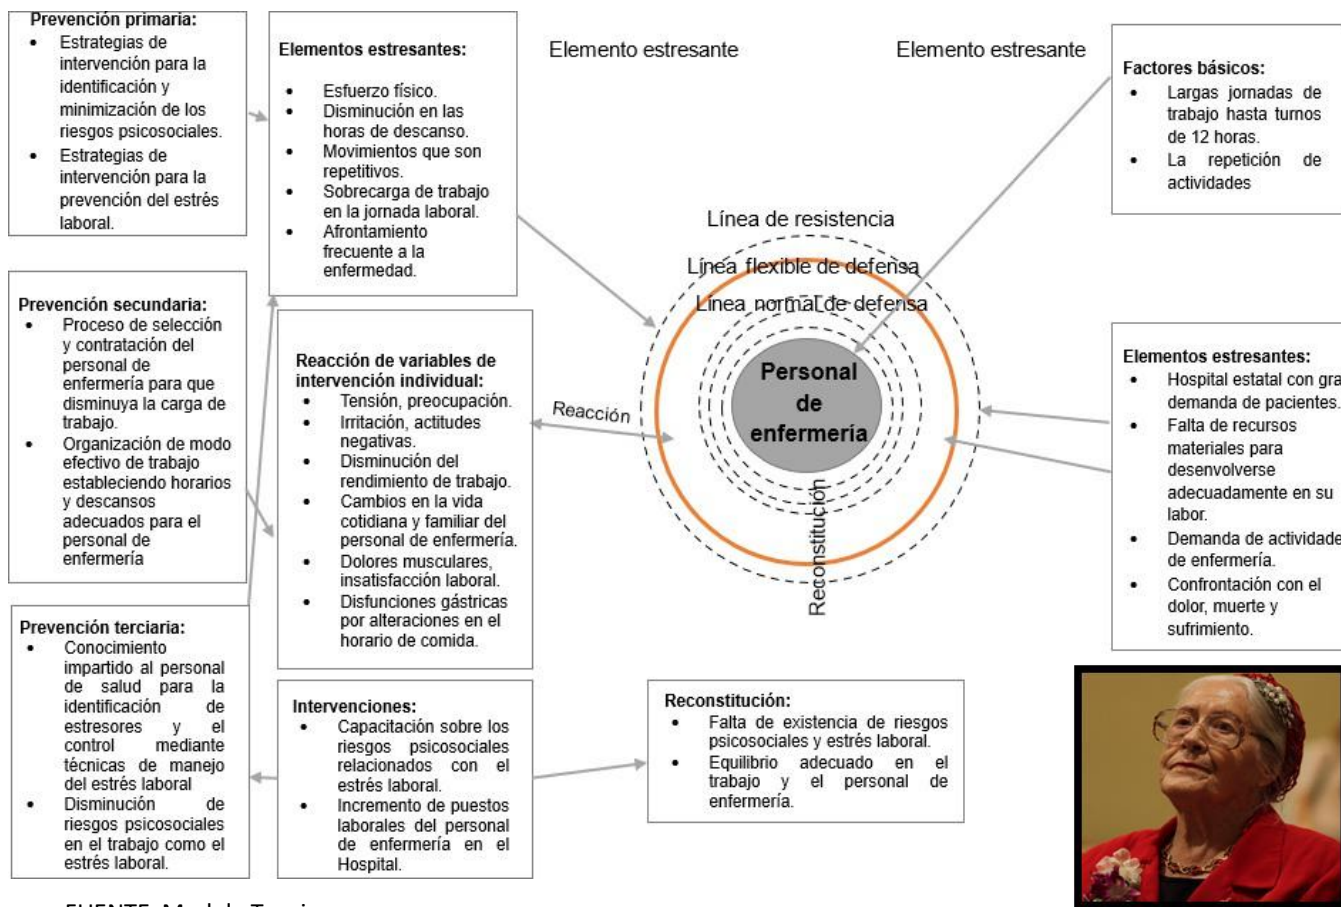 Prevención primaria:
• Estrategias de
intervención para la
identificación y
minimización de los
riesgos psicosociales.
• Estrategias de
intervención para la
prevención del estrés
laboral.
Prevención secundaria:
• Proceso de selección
y contratación del
personal de
enfermería para que
disminuya la carga de
trabajo.
• Organización de modo
efectivo de trabajo
estableciendo horarios
y descansos
adecuados para el
personal de
enfermería
Prevención terciaria:
• Conocimiento
impartido al personal
de salud para la
identificación de
estresores y el
control mediante
técnicas de manejo
del estrés laboral
• Disminución de
riesgos psicosociales
en el trabajo como el
estrés laboral.
Elementos estresantes:
• Esfuerzo físico.
• Disminución en las
horas de descanso.
• Movimientos que son
repetitivos.
• Sobrecarga de trabajo
en la jornada laboral.
• Afrontamiento
frecuente a la
enfermedad.
Reacción de variables de
intervención individual:
• Tensión, preocupación.
• Irritación, actitudes
negativas.
• Disminución del
rendimiento de trabajo.
• Cambios en la vida
cotidiana y familiar del
personal de enfermería.
• Dolores musculares,
insatisfacción laboral.
• Disfunciones gástricas
por alteraciones en el
horario de comida.
Intervenciones:
• Capacitación sobre los
riesgos psicosociales
relacionados con el
estrés laboral.
• Incremento de puestos
laborales del personal
de enfermería en el
Hospital.
Elemento estresante
Elemento estresante
Línea de resistencia
Línea flexible de defensa
Línea normal de defensa
Personal
de
enfermería
Reacción
Reconstitución
Reconstitución:
• Falta de existencia de riesgos
psicosociales y estrés laboral.
• Equilibrio adecuado en el
trabajo y el personal de
enfermería.
Factores básicos:
• Largas jornadas de
trabajo hasta turnos
de 12 horas.
• La repetición de
actividades
Elementos estresantes:
• Hospital estatal con gra
demanda de pacientes.
• Falta de recursos
materiales para
desenvolverse
adecuadamente en su
labor.
• Demanda de actividade
de enfermería.
• Confrontación con el
dolor, muerte y
sufrimiento.